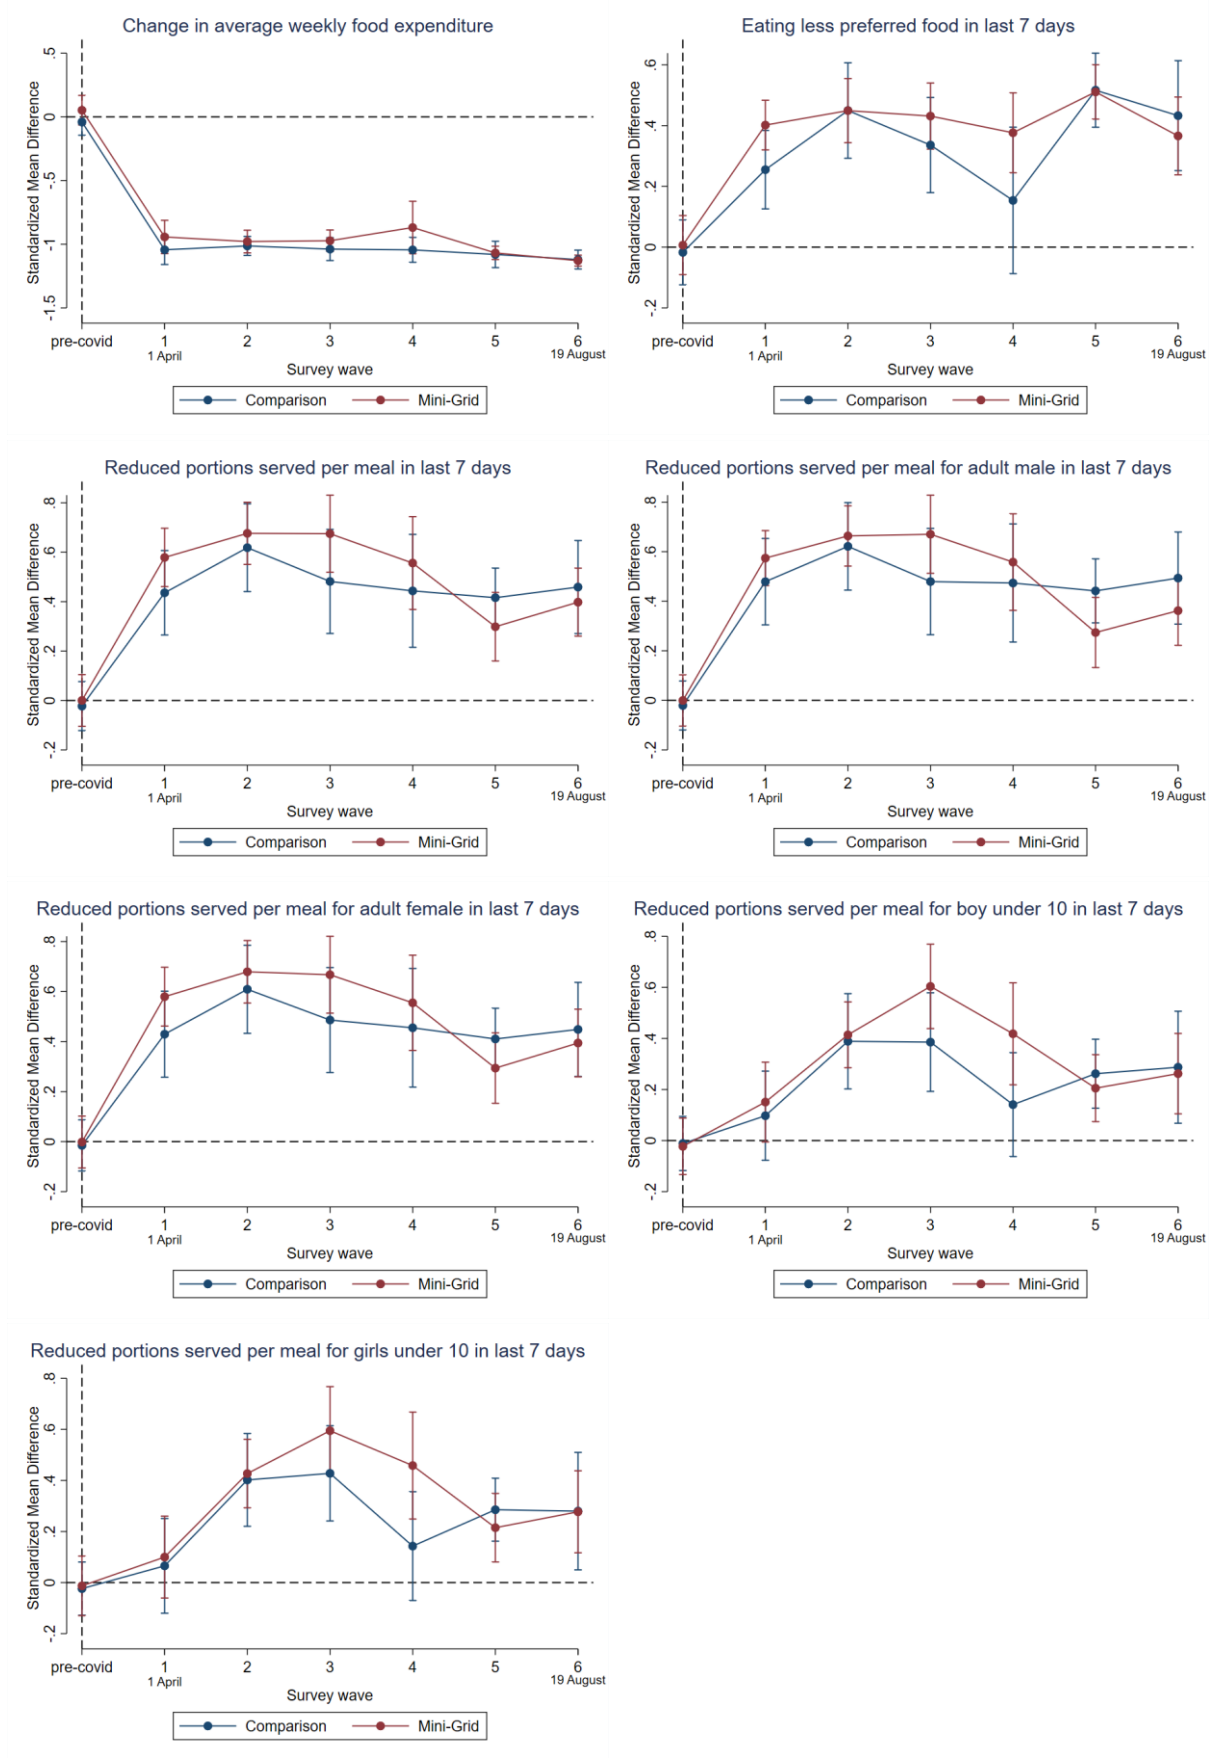 Change in average weekly food expenditure
Standardized Mean Difference
.5
0
-.5
-1
-1.5
pre-covid 1 2 3 4 5 6
1 April 19 August
Survey wave
Comparison Mini-Grid
Eating less preferred food in last 7 days
Standardized Mean Difference
.6
.4
.2
0
-.2
pre-covid 1 2 3 4 5 6
1 April 19 August
Survey wave
Comparison Mini-Grid
Reduced portions served per meal in last 7 days
Standardized Mean Difference
.8
.6
.4
.2
0
-.2
pre-covid 1 2 3 4 5 6
1 April 19 August
Survey wave
Comparison Mini-Grid
Reduced portions served per meal for adult male in last 7 days
Standardized Mean Difference
.8
.6
.4
.2
0
-.2
pre-covid 1 2 3 4 5 6
1 April 19 August
Survey wave
Comparison Mini-Grid
Reduced portions served per meal for adult female in last 7 days
Standardized Mean Difference
.8
.6
.4
.2
0
-.2
pre-covid 1 2 3 4 5 6
1 April 19 August
Survey wave
Comparison Mini-Grid
Reduced portions served per meal for boy under 10 in last 7 days
Standardized Mean Difference
.8
.6
.4
.2
0
-.2
pre-covid 1 2 3 4 5 6
1 April 19 August
Survey wave
Comparison Mini-Grid
Reduced portions served per meal for girls under 10 in last 7 days
Standardized Mean Difference
.8
.6
.4
.2
0
-.2
pre-covid 1 2 3 4 5 6
1 April 19 August
Survey wave
Comparison Mini-Grid